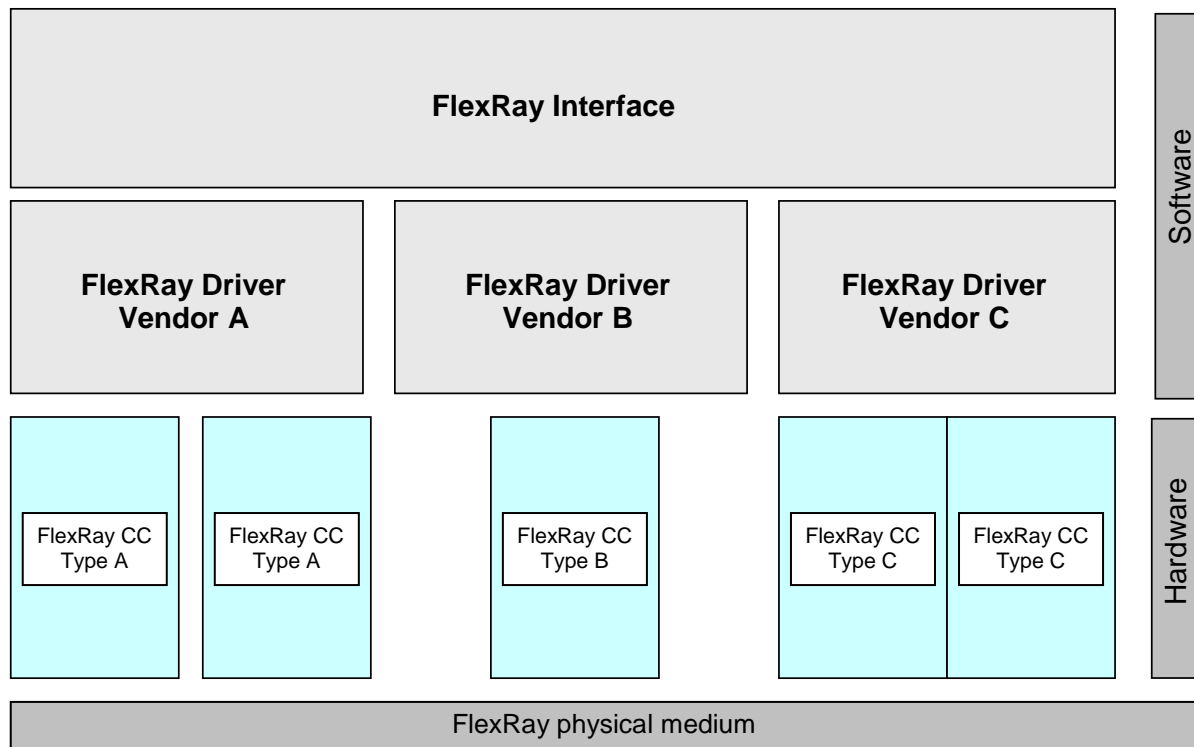 FlexRay Interface
Software
FlexRay Driver
Vendor A
FlexRay Driver
Vendor B
FlexRay Driver
Vendor C
FlexRay CC
Type A
FlexRay CC
Type A
FlexRay CC
Type B
FlexRay CC
Type C
FlexRay CC
Type C
Hardware
FlexRay physical medium